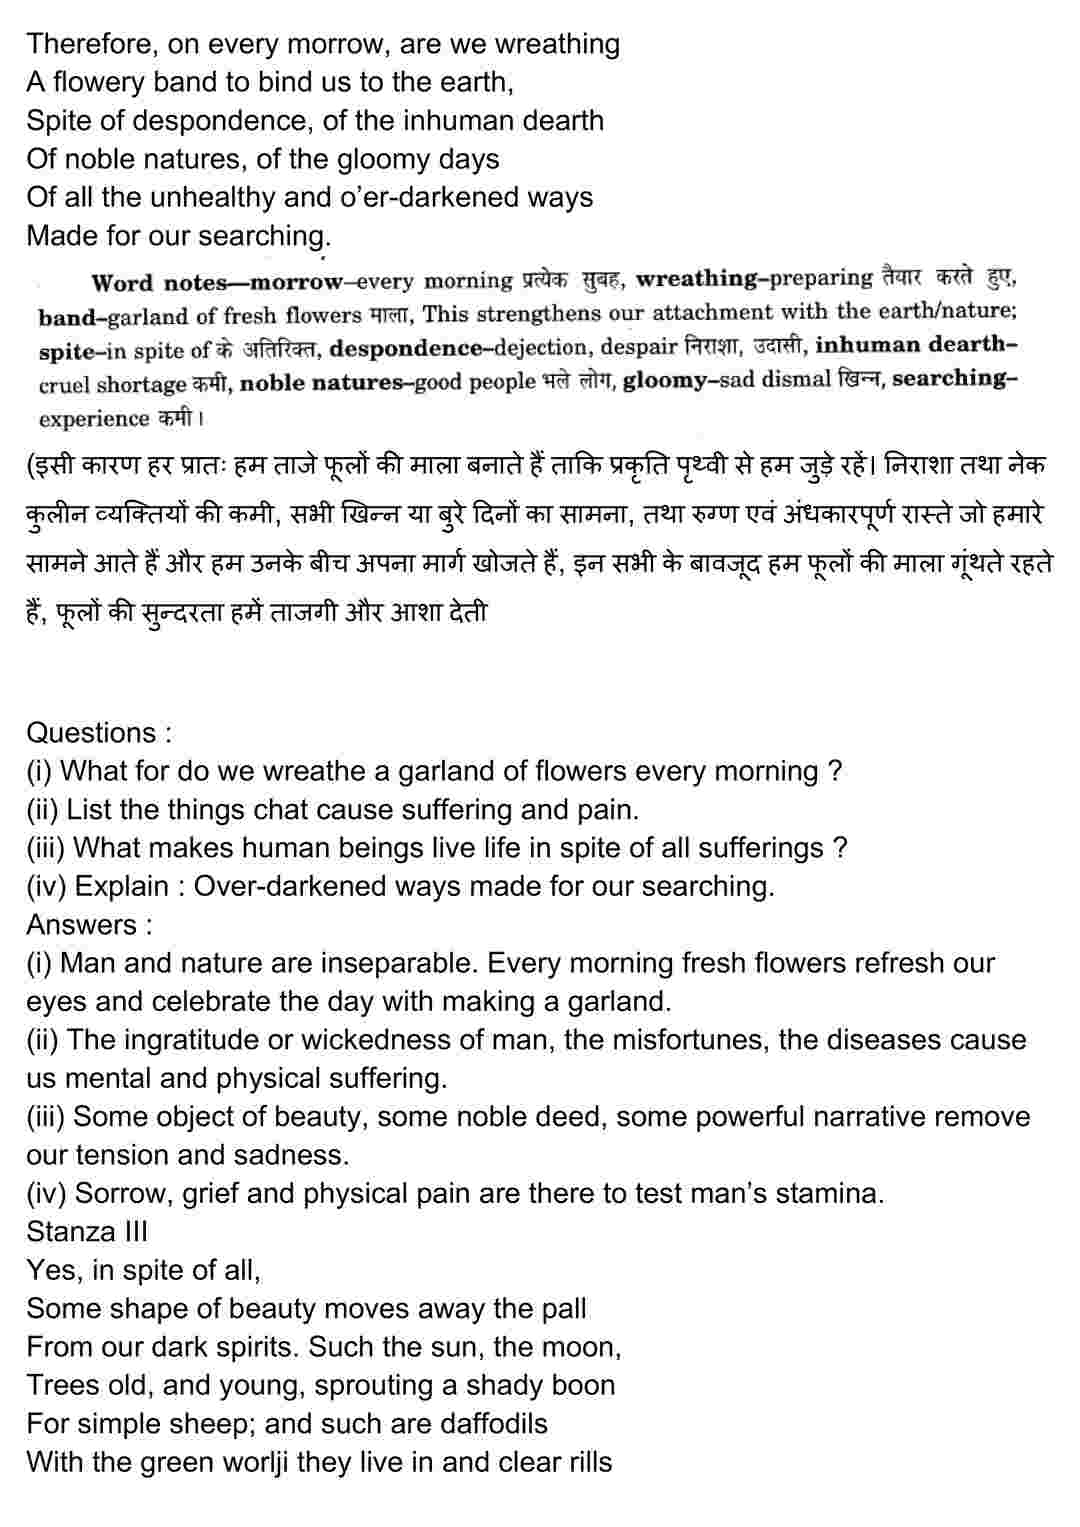 Therefore, on every morrow, are we wreathing
A flowery band to bind us to the earth,
Spite of despondence, of the inhuman dearth
Of noble natures, of the gloomy days
Of all the unhealthy and o’er-darkened ways
Made for our searching.
Word notes—morrow–every morning प्रत्येक सुबह, wreathing–preparing तैयार करते हुए,
band–garland of fresh flowers माला, This strengthens our attachment with the earth/nature;
spite–in spite of के अतिरिक्त, despondence–dejection, despair निराशा, उदासी, inhuman dearth–
cruel shortage कमी, noble natures–good people भले लोग, gloomy–sad dismal खिन्न, searching–
experience कमी।
(इसी कारण हर प्रातः हम ताजे फूलों की माला बनाते हैं ताकि प्रकृति पृथ्वी से हम जुड़े रहें। निराशा तथा नेक
कुलीन व्यक्तियों की कमी, सभी खिन्न या बुरे दिनों का सामना, तथा रुग्ण एवं अंधकारपूर्ण रास्ते जो हमारे
सामने आते हैं और हम उनके बीच अपना मार्ग खोजते हैं, इन सभी के बावजूद हम फूलों की माला गूंथते रहते
हैं, फूलों की सुन्दरता हमें ताजगी और आशा देती
Questions :
(i) What for do we wreathe a garland of flowers every morning ?
(ii) List the things chat cause suffering and pain.
(iii) What makes human beings live life in spite of all sufferings ?
(iv) Explain : Over-darkened ways made for our searching.
Answers :
(i) Man and nature are inseparable. Every morning fresh flowers refresh our
eyes and celebrate the day with making a garland.
(ii) The ingratitude or wickedness of man, the misfortunes, the diseases cause
us mental and physical suffering.
(iii) Some object of beauty, some noble deed, some powerful narrative remove
our tension and sadness.
(iv) Sorrow, grief and physical pain are there to test man’s stamina.
Stanza III
Yes, in spite of all,
Some shape of beauty moves away the pall
From our dark spirits. Such the sun, the moon,
Trees old, and young, sprouting a shady boon
For simple sheep; and such are daffodils
With the green worlji they live in and clear rills